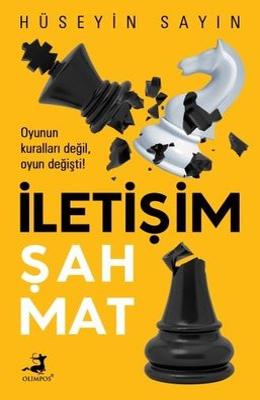 HÜSEYİN SAYIN
Oyunun
kuralları değil,
oyun değişti!
İLETİŞİM
ŞAH
MAT
OLIMPOS